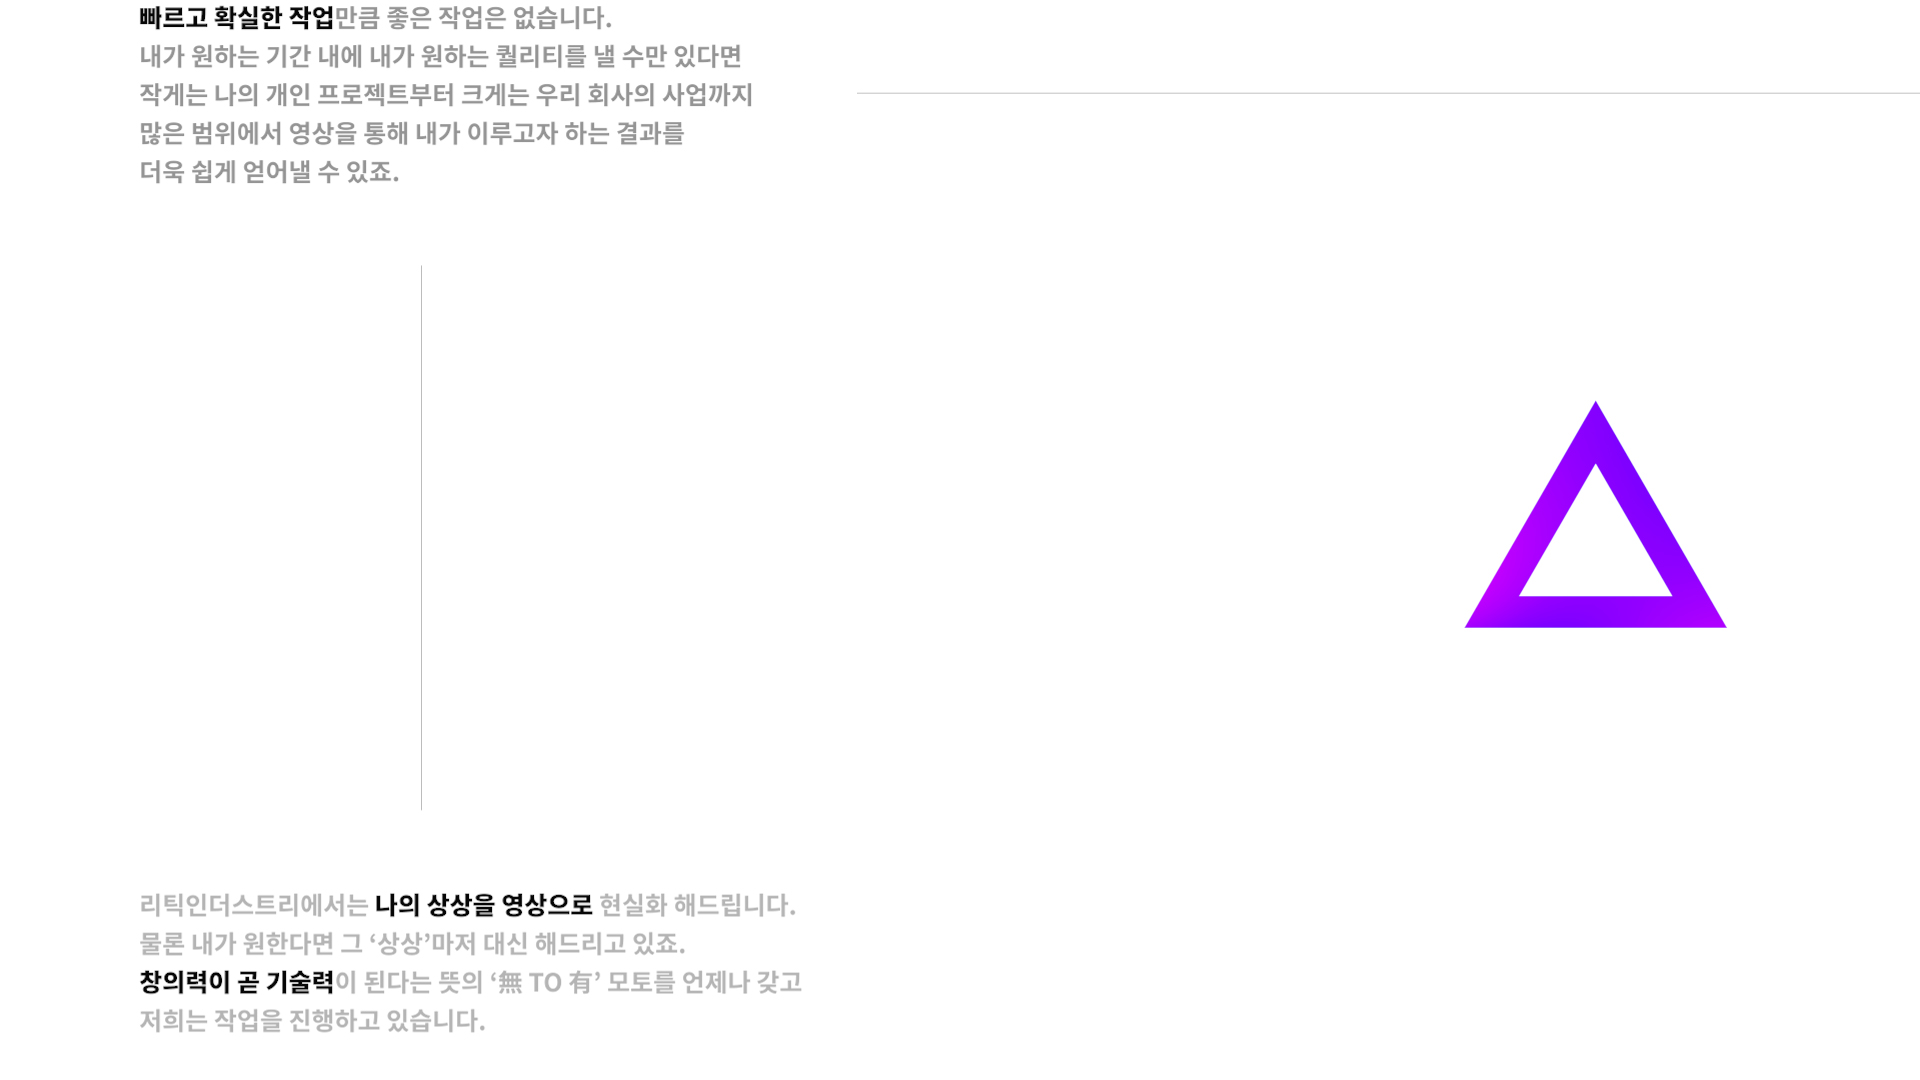 빠르고 확실한 작업만큼 좋은 작업은 없습니다.
내가 원하는 기간 내에 내가 원하는 퀄리티를 낼 수만 있다면
작게는 나의 개인 프로젝트부터 크게는 우리 회사의 사업까지
많은 범위에서 영상을 통해 내가 이루고자 하는 결과를
더욱 쉽게 얻어낼 수 있죠.
리틱인더스트리에서는 나의 상상을 영상으로 현실화 해드립니다.
물론 내가 원한다면 그 ‘상상’마저 대신 해드리고 있죠.
창의력이 곧 기술력이 된다는 뜻의 ‘無 TO 有’ 모토를 언제나 갖고
저희는 작업을 진행하고 있습니다.